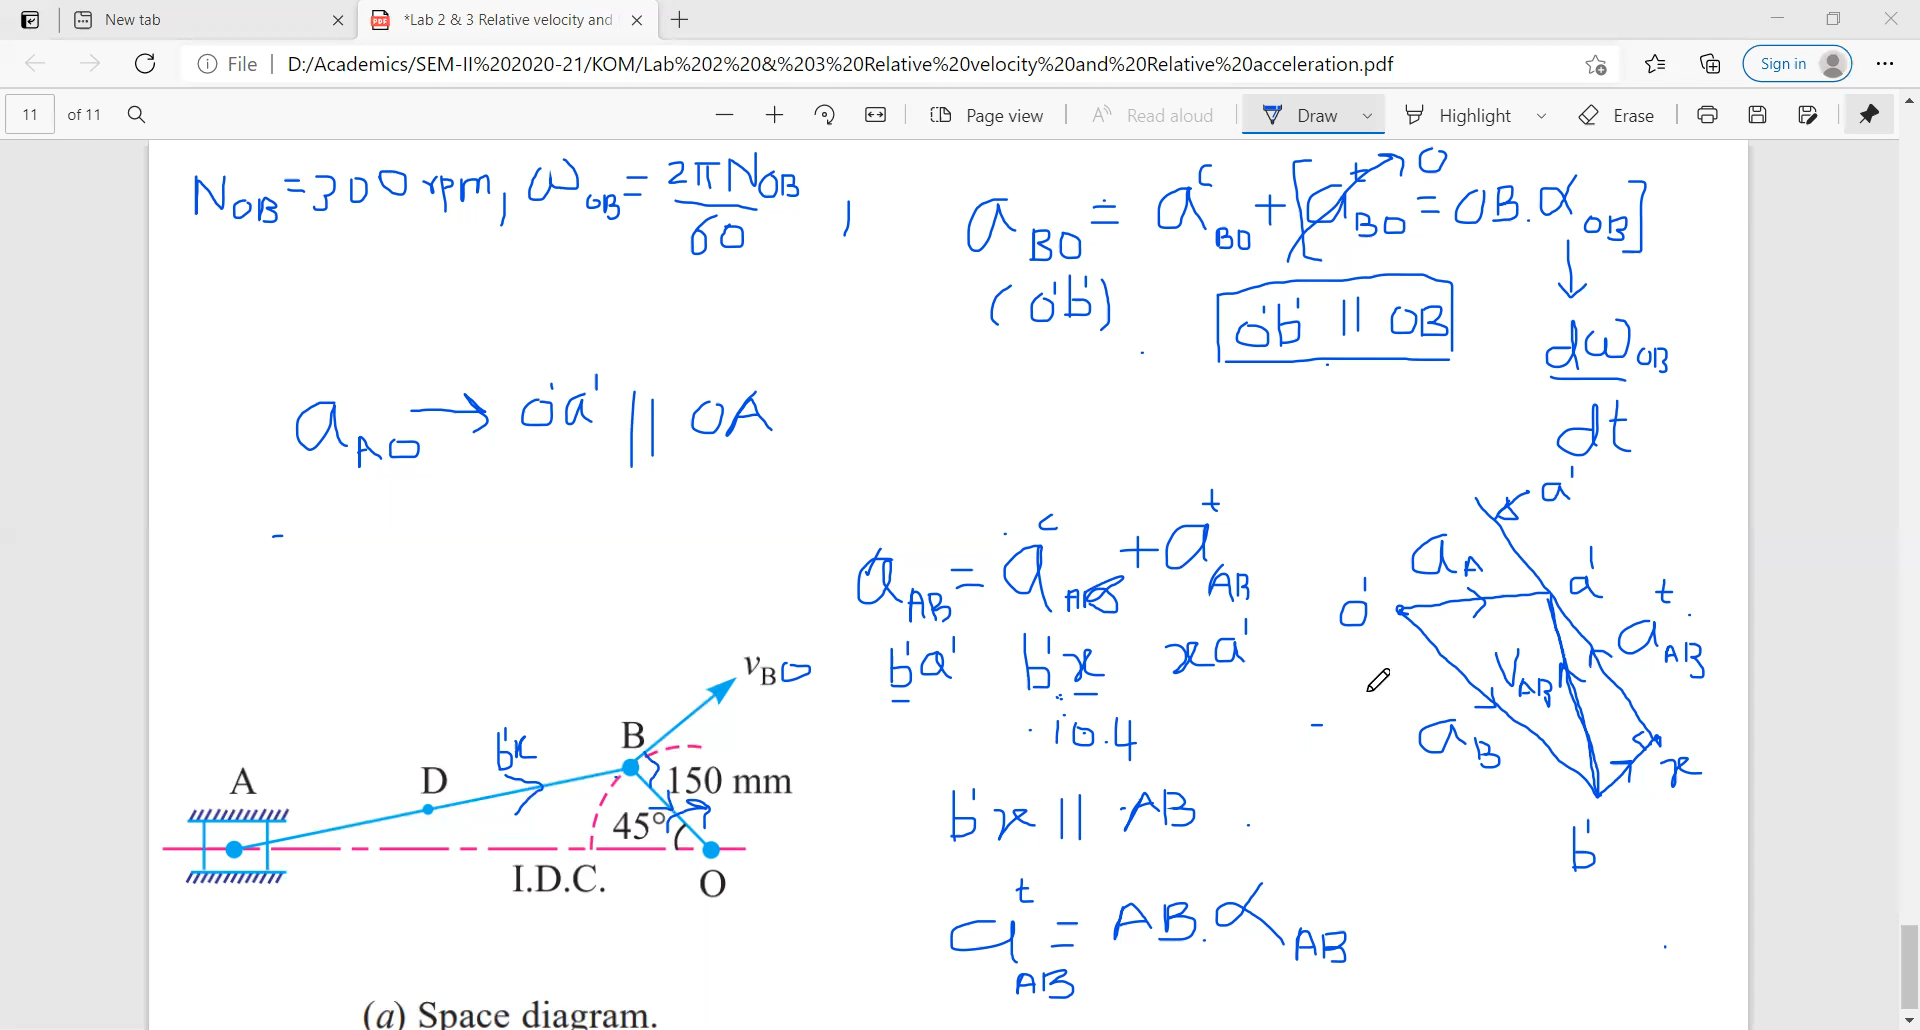 New tab
*Lab 2 & 3 Relative velocity and
File | D:/Academics/SEM-II%202020-21/KOM/Lab%202%20&%203%20Relative%20velocity%20and%20Relative%20acceleration.pdf
Sign in
11 of 11
Page view
Read aloud
Draw
Highlight
Erase
N_OB = 300 rpm, ω_OB = 2πN_OB / 60,
a_BO = a^c_BO + [a^t_BO = OB.α_OB] 0
(o'b')
o'b' || OB
dω_OB
dt
a_AO → o'a' || OA
a_AB = a^c_AB + a^t_AB
b'a' b'x xa'
10.4
b'x || AB
a^t_AB = AB.α_AB
a'
a_A
o'
a'
a^t_AB
V_AB
a_B
x
b'
v_BO
b'x
B
A
D
150 mm
45°
I.D.C.
O
(a) Space diagram.